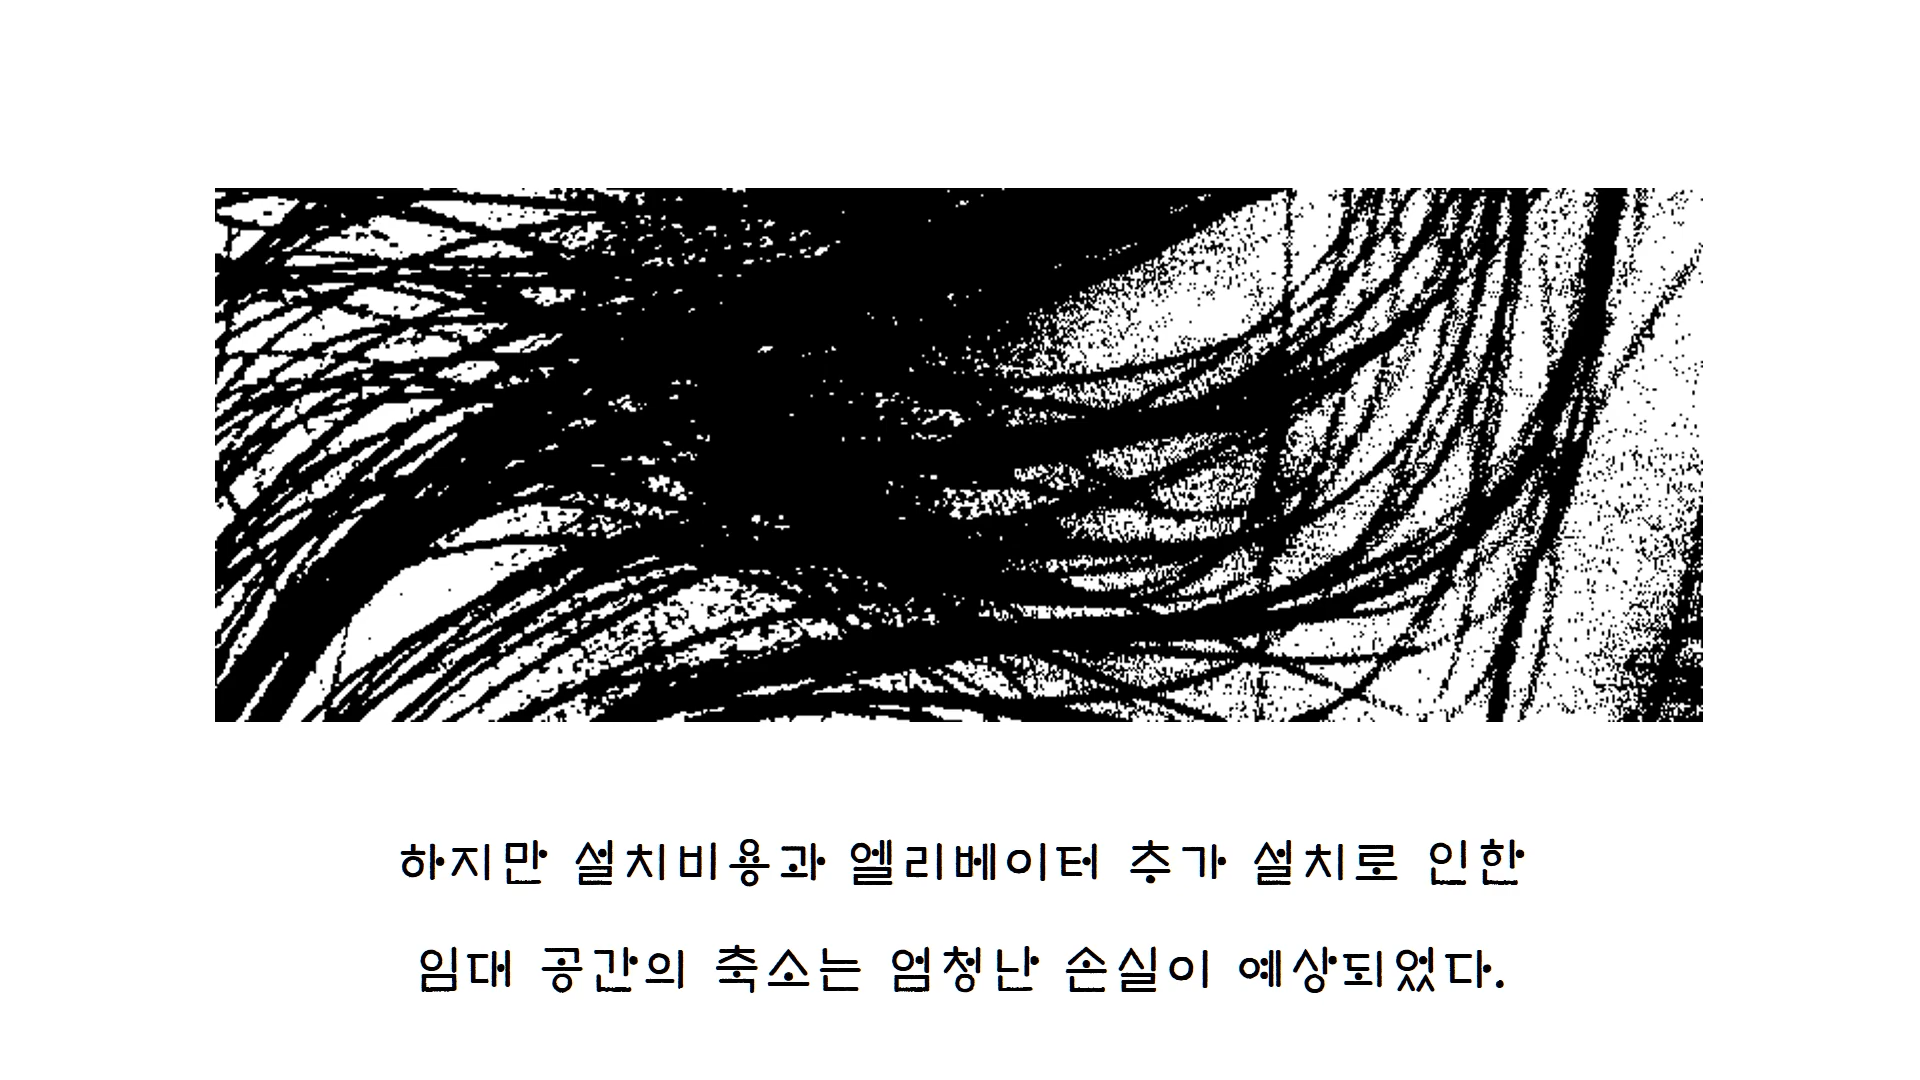 하지만 설치비용과 엘리베이터 추가 설치로 인한
임대 공간의 축소는 엄청난 손실이 예상되었다.